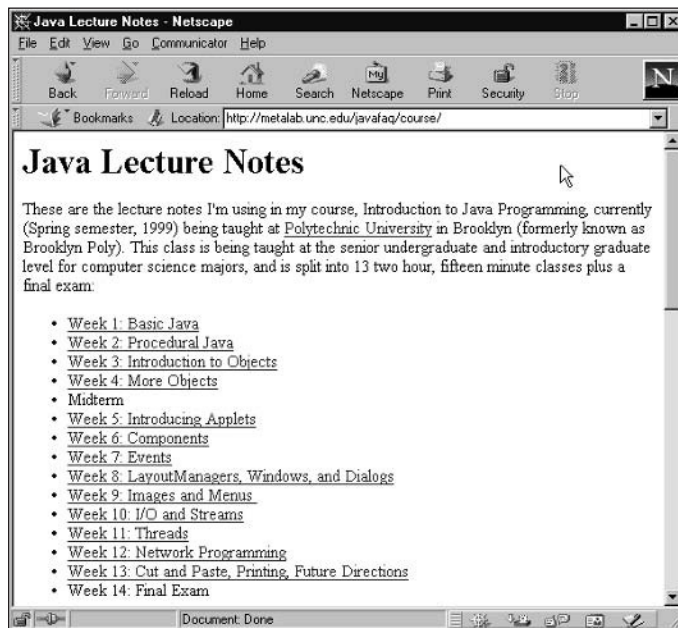 Java Lecture Notes - Netscape
File Edit View Go Communicator Help
Back Forward Reload Home Search Netscape Print Security Stop
My
N
Bookmarks Location: http://metalab.unc.edu/javafaq/course/
Java Lecture Notes
These are the lecture notes I'm using in my course, Introduction to Java Programming, currently
(Spring semester, 1999) being taught at Polytechnic University in Brooklyn (formerly known as
Brooklyn Poly). This class is being taught at the senior undergraduate and introductory graduate
level for computer science majors, and is split into 13 two hour, fifteen minute classes plus a
final exam:
• Week 1: Basic Java
• Week 2: Procedural Java
• Week 3: Introduction to Objects
• Week 4: More Objects
• Midterm
• Week 5: Introducing Applets
• Week 6: Components
• Week 7: Events
• Week 8: LayoutManagers, Windows, and Dialogs
• Week 9: Images and Menus
• Week 10: I/O and Streams
• Week 11: Threads
• Week 12: Network Programming
• Week 13: Cut and Paste, Printing, Future Directions
• Week 14: Final Exam
Document: Done